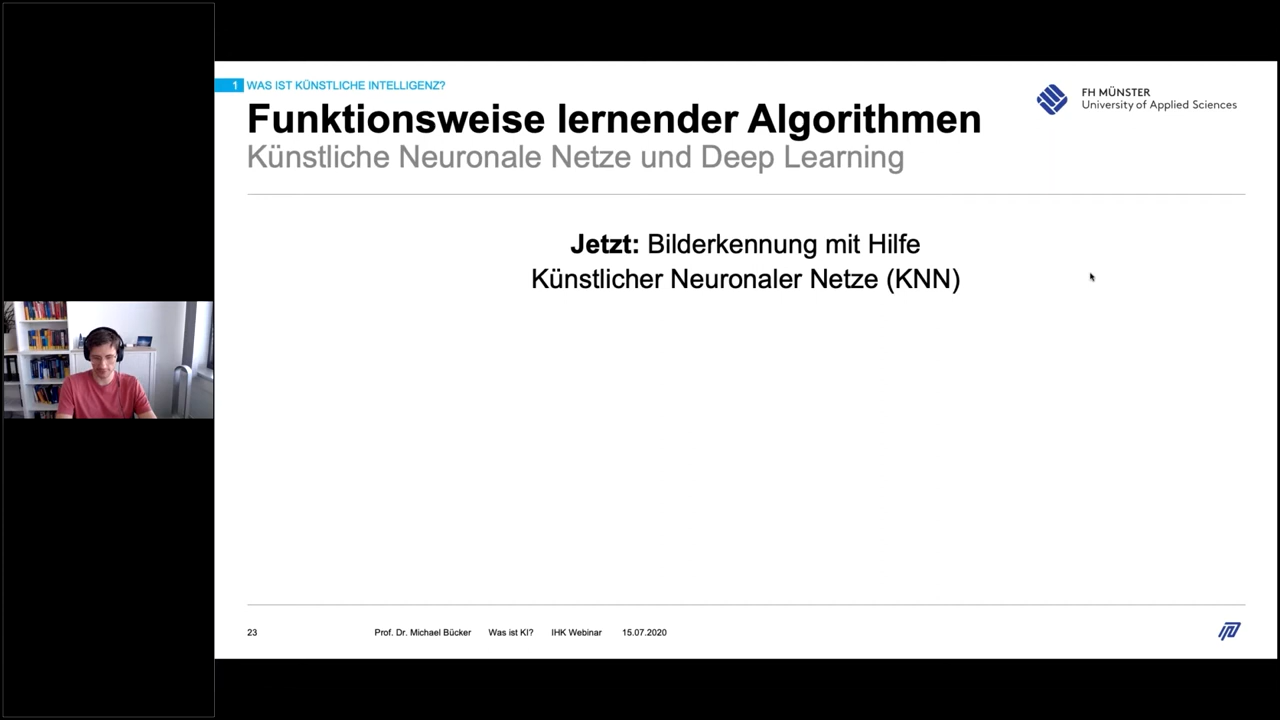 1 WAS IST KÜNSTLICHE INTELLIGENZ?
Funktionsweise lernender Algorithmen
Künstliche Neuronale Netze und Deep Learning
FH MÜNSTER
University of Applied Sciences
Jetzt: Bilderkennung mit Hilfe
Künstlicher Neuronaler Netze (KNN)
23 Prof. Dr. Michael Bücker Was ist KI? IHK Webinar 15.07.2020